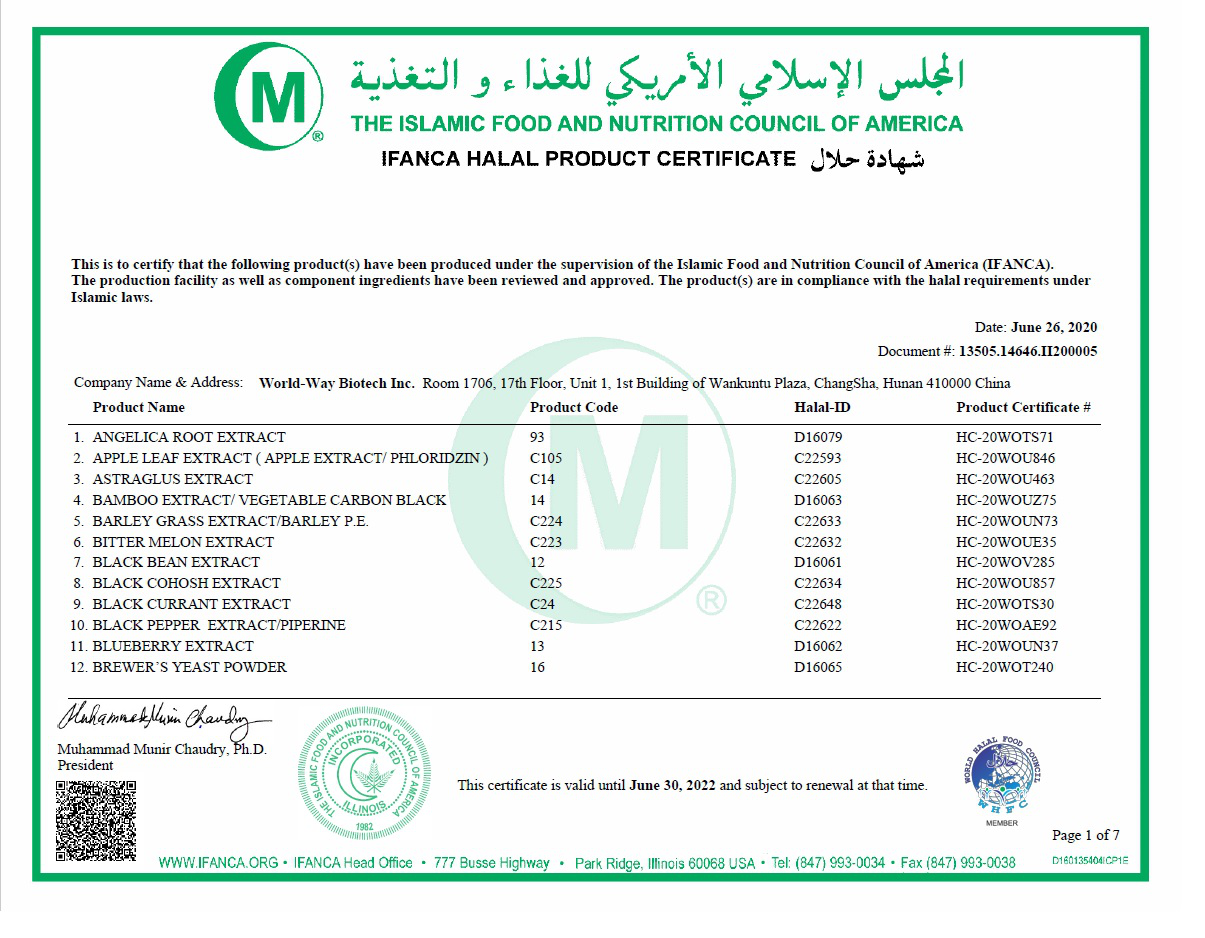 M
®
المجلس الإسلامي الأمريكي للغذاء و التغذية
THE ISLAMIC FOOD AND NUTRITION COUNCIL OF AMERICA
IFANCA HALAL PRODUCT CERTIFICATE شهادة حلال
This is to certify that the following product(s) have been produced under the supervision of the Islamic Food and Nutrition Council of America (IFANCA).
The production facility as well as component ingredients have been reviewed and approved. The product(s) are in compliance with the halal requirements under
Islamic laws.
Date: June 26, 2020
Document #: 13505.14646.II200005
Company Name & Address: World-Way Biotech Inc. Room 1706, 17th Floor, Unit 1, 1st Building of Wankuntu Plaza, ChangSha, Hunan 410000 China
Product Name Product Code Halal-ID Product Certificate #
1. ANGELICA ROOT EXTRACT 93 D16079 HC-20WOTS71
2. APPLE LEAF EXTRACT ( APPLE EXTRACT/ PHLORIDZIN ) C105 C22593 HC-20WOU846
3. ASTRAGLUS EXTRACT C14 C22605 HC-20WOU463
4. BAMBOO EXTRACT/ VEGETABLE CARBON BLACK 14 D16063 HC-20WOUZ75
5. BARLEY GRASS EXTRACT/BARLEY P.E. C224 C22633 HC-20WOUN73
6. BITTER MELON EXTRACT C223 C22632 HC-20WOUE35
7. BLACK BEAN EXTRACT 12 D16061 HC-20WOV285
8. BLACK COHOSH EXTRACT C225 C22634 HC-20WOU857
9. BLACK CURRANT EXTRACT C24 C22648 HC-20WOTS30
10. BLACK PEPPER EXTRACT/PIPERINE C215 C22622 HC-20WOAE92
11. BLUEBERRY EXTRACT 13 D16062 HC-20WOUN37
12. BREWER’S YEAST POWDER 16 D16065 HC-20WOT240
M
®
Muhammad Munir Chaudry
Muhammad Munir Chaudry, Ph.D.
President
THE ISLAMIC FOOD AND NUTRITION COUNCIL OF AMERICA
INCORPORATED
ILLINOIS
1982
This certificate is valid until June 30, 2022 and subject to renewal at that time.
WORLD HALAL FOOD COUNCIL
حلال
WHFC
MEMBER
Page 1 of 7
WWW.IFANCA.ORG • IFANCA Head Office • 777 Busse Highway • Park Ridge, Illinois 60068 USA • Tel: (847) 993-0034 • Fax (847) 993-0038
D160135404ICP1E